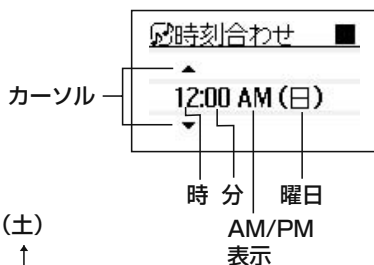 時刻合わせ
カーソル
12:00 AM (日)
時 分 曜日
(土)
AM/PM
表示